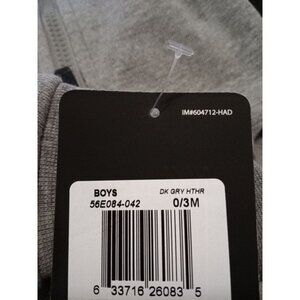 IM#604712-HAD
BOYS DK GRY HTHR
56E084-042 0/3M
6 33716 26083 5